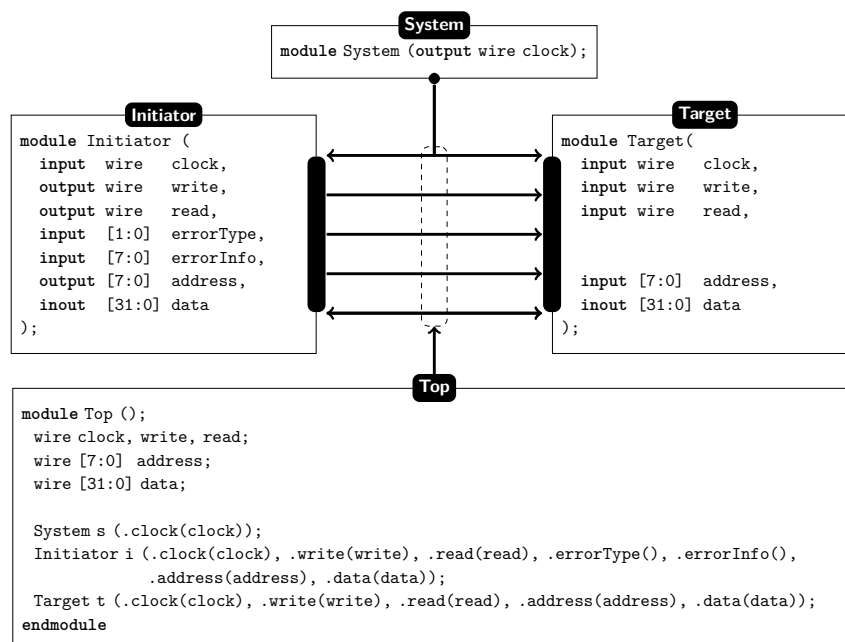 System
module System (output wire clock);
Initiator
module Initiator (
  input  wire   clock,
  output wire   write,
  output wire   read,
  input  [1:0]  errorType,
  input  [7:0]  errorInfo,
  output [7:0]  address,
  inout  [31:0] data
);
Target
module Target(
  input wire   clock,
  input wire   write,
  input wire   read,
  input [7:0]  address,
  inout [31:0] data
);
Top
module Top ();
 wire clock, write, read;
 wire [7:0] address;
 wire [31:0] data;
 System s (.clock(clock));
 Initiator i (.clock(clock), .write(write), .read(read), .errorType(), .errorInfo(),
             .address(address), .data(data));
 Target t (.clock(clock), .write(write), .read(read), .address(address), .data(data));
endmodule